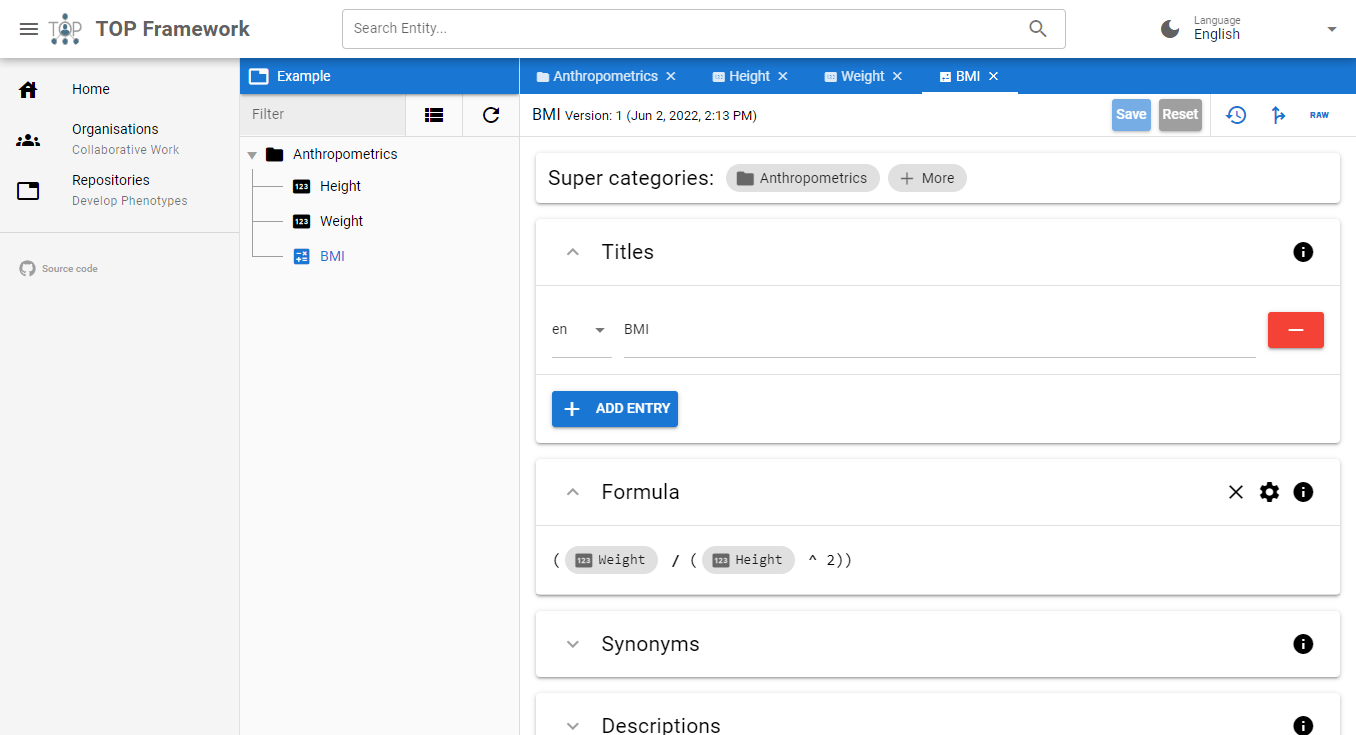 TOP TOP Framework
Search Entity...
Language
English
Home
Organisations
Collaborative Work
Repositories
Develop Phenotypes
Source code
Example
Filter
Anthropometrics
123 Height
123 Weight
BMI
Anthropometrics Height Weight BMI
BMI Version: 1 (Jun 2, 2022, 2:13 PM)
Save Reset RAW
Super categories: Anthropometrics More
Titles
en BMI
ADD ENTRY
Formula
( 123 Weight / ( 123 Height ^ 2))
Synonyms
Descriptions